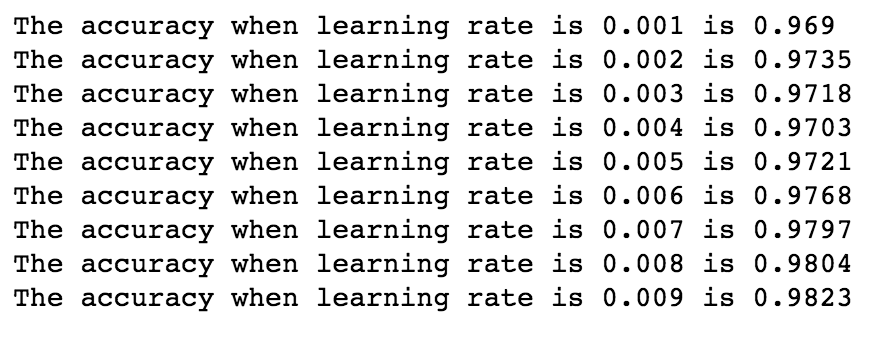 The accuracy when learning rate is 0.001 is 0.969
The accuracy when learning rate is 0.002 is 0.9735
The accuracy when learning rate is 0.003 is 0.9718
The accuracy when learning rate is 0.004 is 0.9703
The accuracy when learning rate is 0.005 is 0.9721
The accuracy when learning rate is 0.006 is 0.9768
The accuracy when learning rate is 0.007 is 0.9797
The accuracy when learning rate is 0.008 is 0.9804
The accuracy when learning rate is 0.009 is 0.9823